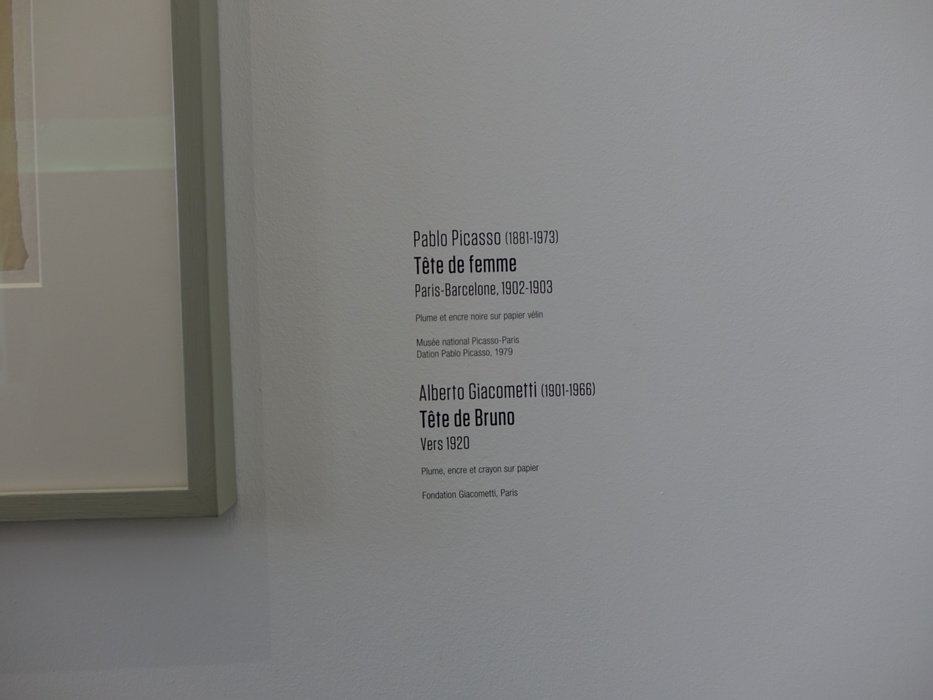 Pablo Picasso (1881-1973)
Tête de femme
Paris-Barcelone, 1902-1903
Plume et encre noire sur papier vélin
Musée national Picasso-Paris
Dation Pablo Picasso, 1979
Alberto Giacometti (1901-1966)
Tête de Bruno
Vers 1920
Plume, encre et crayon sur papier
Fondation Giacometti, Paris